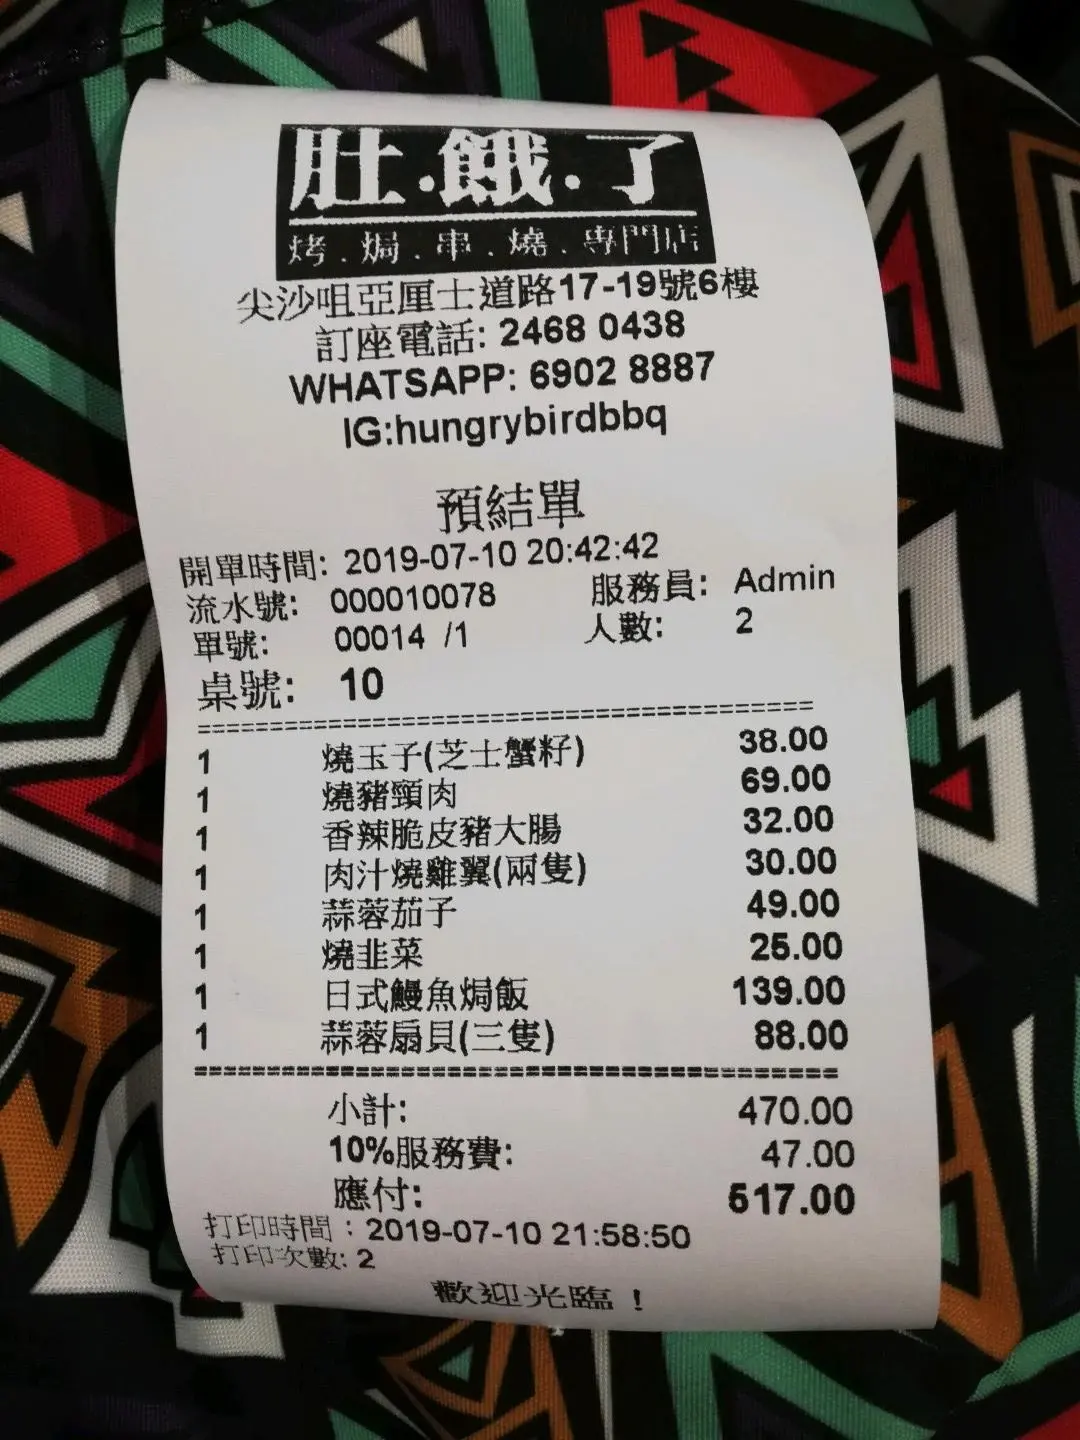 肚.餓.了
烤.焗.串.燒.專門店
尖沙咀亞厘士道路17-19號6樓
訂座電話: 2468 0438
WHATSAPP: 6902 8887
IG:hungrybirdbbq
預結單
開單時間: 2019-07-10 20:42:42
流水號: 000010078 服務員: Admin
單號: 00014 /1 人數: 2
桌號: 10
1 燒玉子(芝士蟹籽) 38.00
1 燒豬頸肉 69.00
1 香辣脆皮豬大腸 32.00
1 肉汁燒雞翼(兩隻) 30.00
1 蒜蓉茄子 49.00
1 燒韭菜 25.00
1 日式鰻魚焗飯 139.00
1 蒜蓉扇貝(三隻) 88.00
小計: 470.00
10%服務費: 47.00
應付: 517.00
打印時間：2019-07-10 21:58:50
打印次數: 2
歡迎光臨！